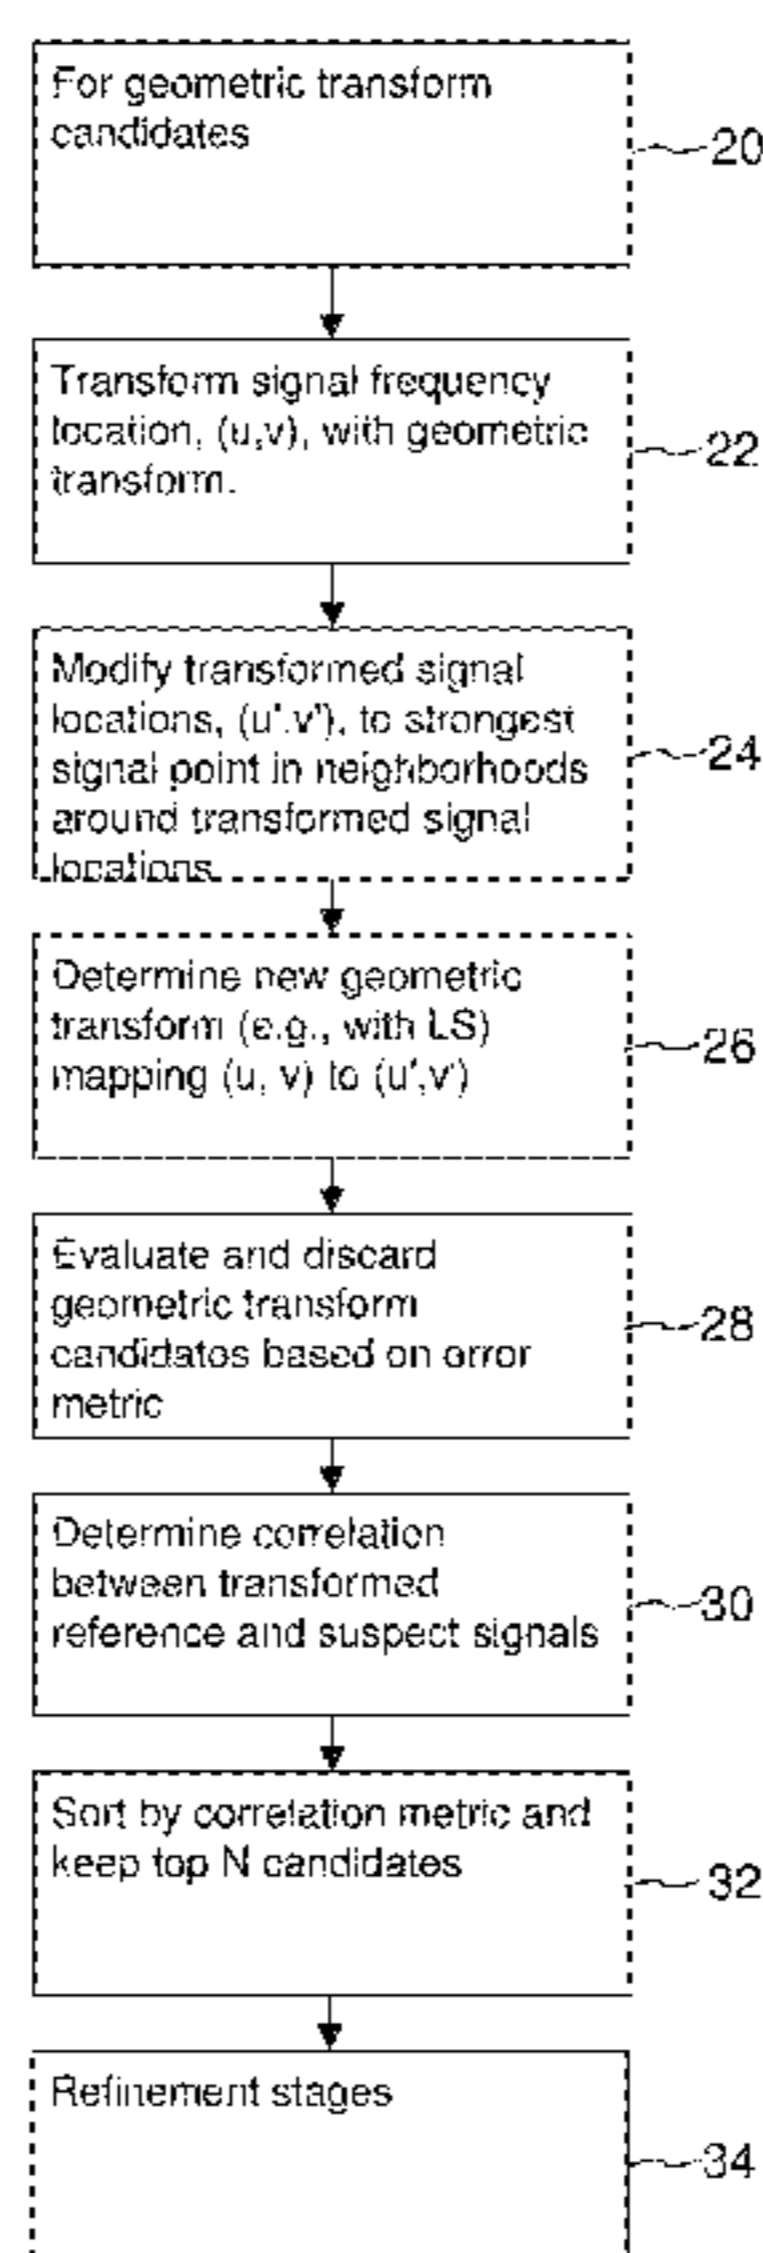 For geometric transform
candidates
20
Transform signal frequency
location, (u,v), with geometric
transform.
22
Modify transformed signal
locations, (u'.v'), to strongest
signal point in neighborhoods
around transformed signal
locations
24
Determine new geometric
transform (e.g., with LS)
mapping (u, v) to (u',v')
26
Evaluate and discard
geometric transform
candidates based on error
metric
28
Determine correlation
between transformed
reference and suspect signals
30
Sort by correlation metric and
keep top N candidates
32
Refinement stages
34